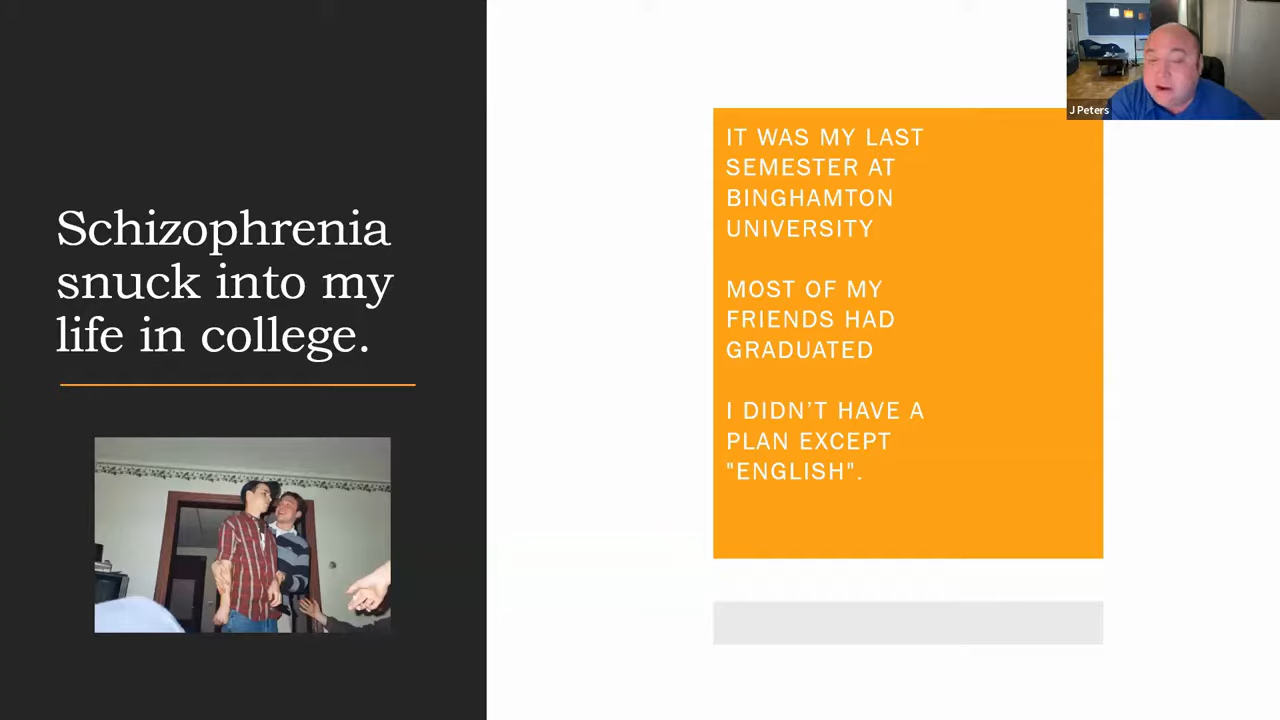 Schizophrenia
snuck into my
life in college.
IT WAS MY LAST
SEMESTER AT
BINGHAMTON
UNIVERSITY
MOST OF MY
FRIENDS HAD
GRADUATED
I DIDN'T HAVE A
PLAN EXCEPT
"ENGLISH".
J Peters